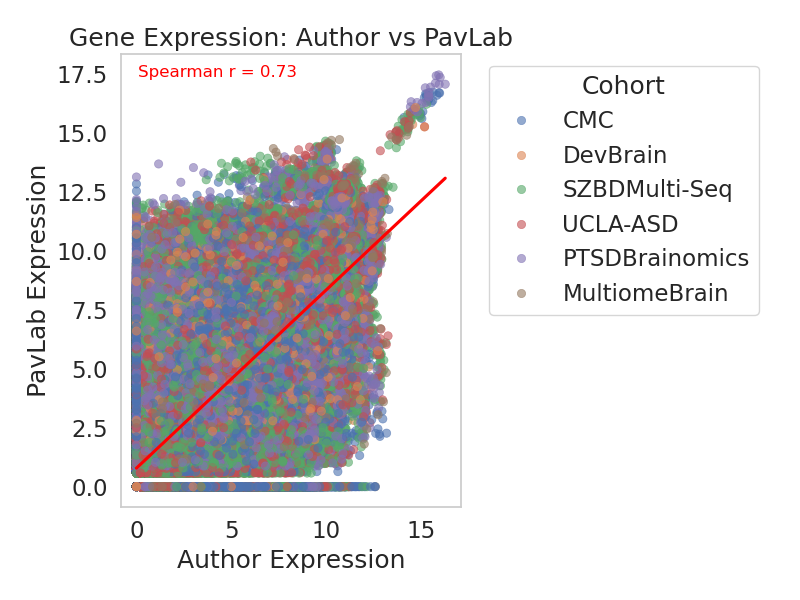 Gene Expression: Author vs PavLab
Spearman r = 0.73
17.5
15.0
12.5
10.0
7.5
5.0
2.5
0.0
PavLab Expression
0 5 10 15
Author Expression
Cohort
CMC
DevBrain
SZBDMulti-Seq
UCLA-ASD
PTSDBrainomics
MultiomeBrain